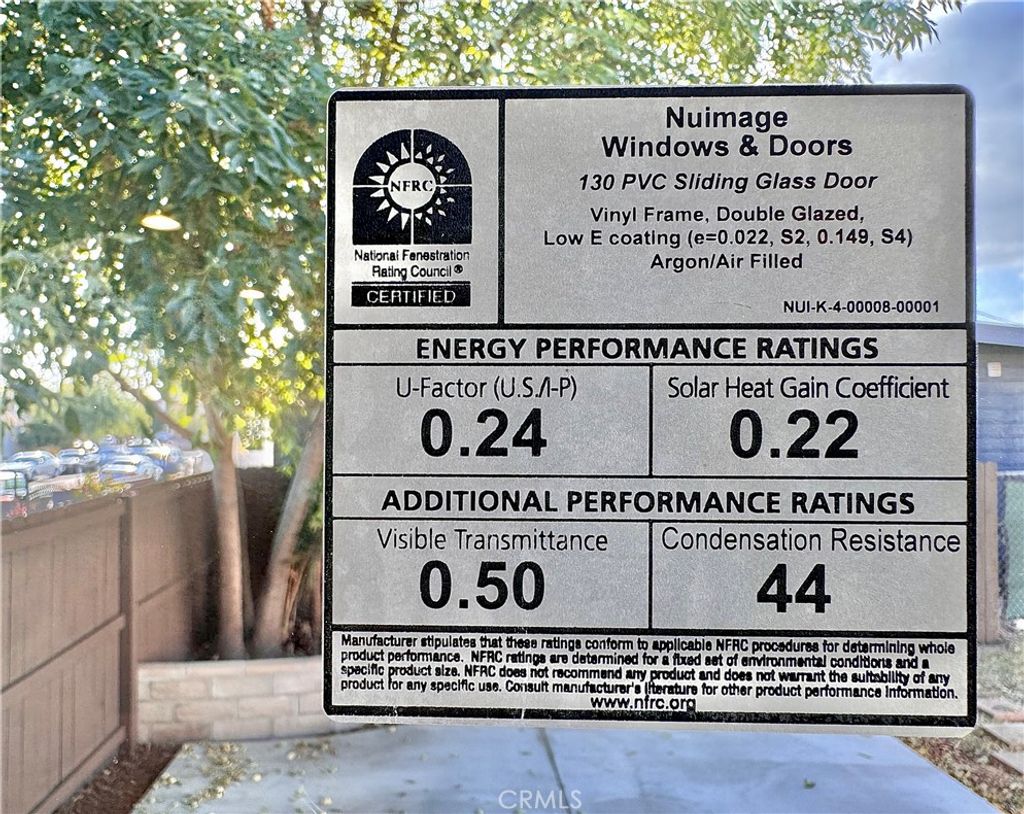 NFRC
National Fenestration
Rating Council®
CERTIFIED
Nuimage
Windows & Doors
130 PVC Sliding Glass Door
Vinyl Frame, Double Glazed,
Low E coating (e=0.022, S2, 0.149, S4)
Argon/Air Filled
NUI-K-4-00008-00001
ENERGY PERFORMANCE RATINGS
U-Factor (U.S./I-P)
0.24
Solar Heat Gain Coefficient
0.22
ADDITIONAL PERFORMANCE RATINGS
Visible Transmittance
0.50
Condensation Resistance
44
Manufacturer stipulates that these ratings conform to applicable NFRC procedures for determining whole
product performance. NFRC ratings are determined for a fixed set of environmental conditions and a
specific product size. NFRC does not recommend any product and does not warrant the suitability of any
product for any specific use. Consult manufacturer's literature for other product performance information.
www.nfrc.org
CRMLS